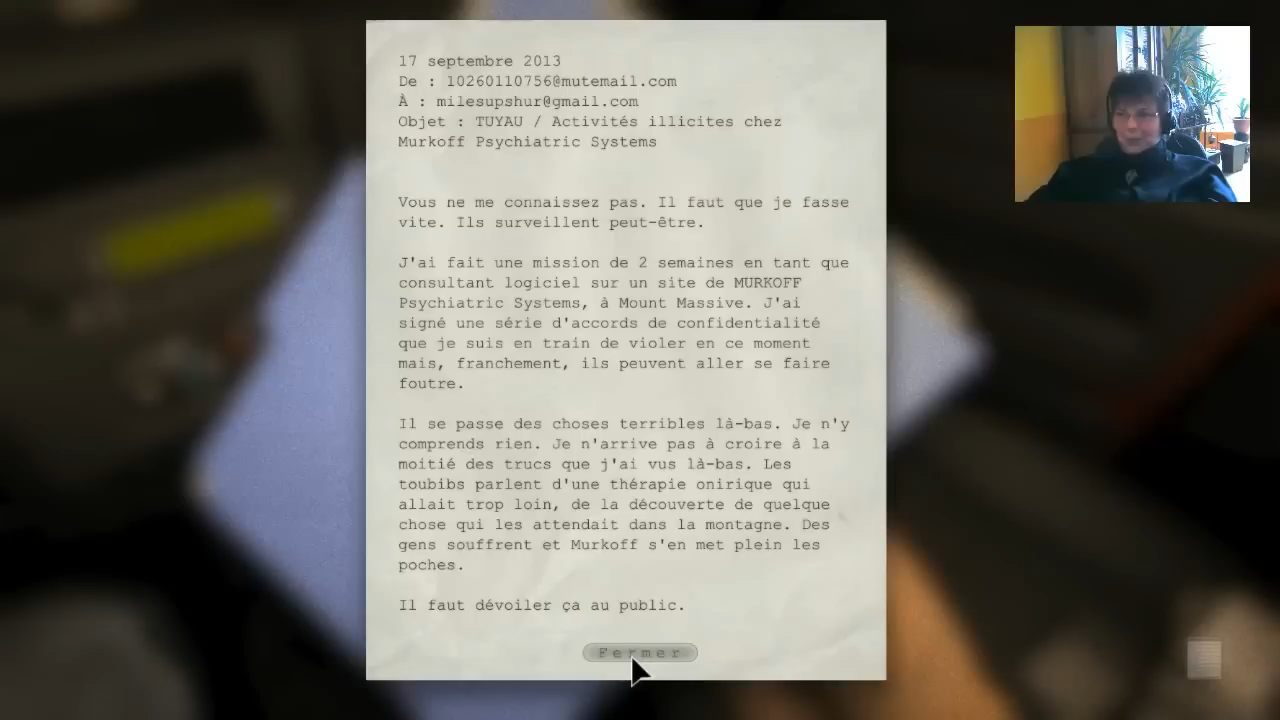 17 septembre 2013
De : 10260110756@mutemail.com
À : milesupshur@gmail.com
Objet : TUYAU / Activités illicites chez
Murkoff Psychiatric Systems
Vous ne me connaissez pas. Il faut que je fasse
vite. Ils surveillent peut-être.
J'ai fait une mission de 2 semaines en tant que
consultant logiciel sur un site de MURKOFF
Psychiatric Systems, à Mount Massive. J'ai
signé une série d'accords de confidentialité
que je suis en train de violer en ce moment
mais, franchement, ils peuvent aller se faire
foutre.
Il se passe des choses terribles là-bas. Je n'y
comprends rien. Je n'arrive pas à croire à la
moitié des trucs que j'ai vus là-bas. Les
toubibs parlent d'une thérapie onirique qui
allait trop loin, de la découverte de quelque
chose qui les attendait dans la montagne. Des
gens souffrent et Murkoff s'en met plein les
poches.
Il faut dévoiler ça au public.
Fermer